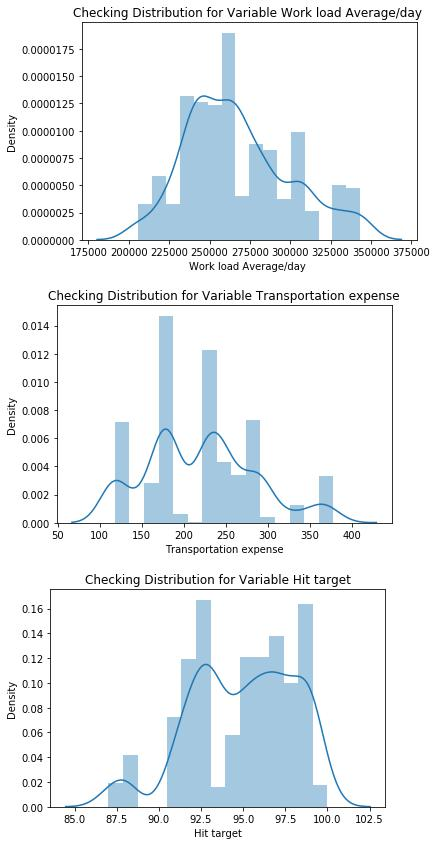 Checking Distribution for Variable Work load Average/day
0.0000175
0.0000150
0.0000125
0.0000100
0.0000075
0.0000050
0.0000025
0.0000000
Density
175000 200000 225000 250000 275000 300000 325000 350000 375000
Work load Average/day
Checking Distribution for Variable Transportation expense
0.014
0.012
0.010
0.008
0.006
0.004
0.002
0.000
Density
50 100 150 200 250 300 350 400
Transportation expense
Checking Distribution for Variable Hit target
0.16
0.14
0.12
0.10
0.08
0.06
0.04
0.02
0.00
Density
85.0 87.5 90.0 92.5 95.0 97.5 100.0 102.5
Hit target